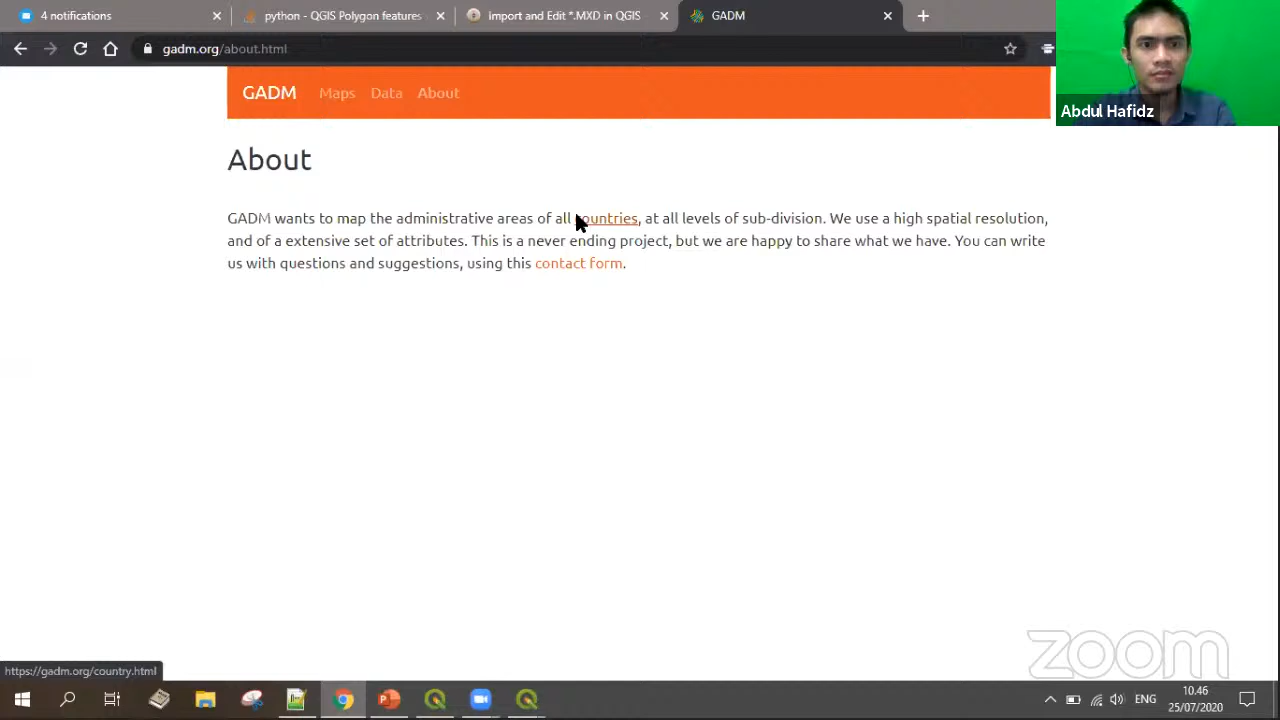 4 notifications
python - QGIS Polygon features
Import and Edit *.MXD in QGIS
GADM
gadm.org/about.html
GADM Maps Data About
Abdul Hafidz
About
GADM wants to map the administrative areas of all countries, at all levels of sub-division. We use a high spatial resolution,
and of a extensive set of attributes. This is a never ending project, but we are happy to share what we have. You can write
us with questions and suggestions, using this contact form.
zoom
https://gadm.org/country.html
ENG
10.46
25/07/2020